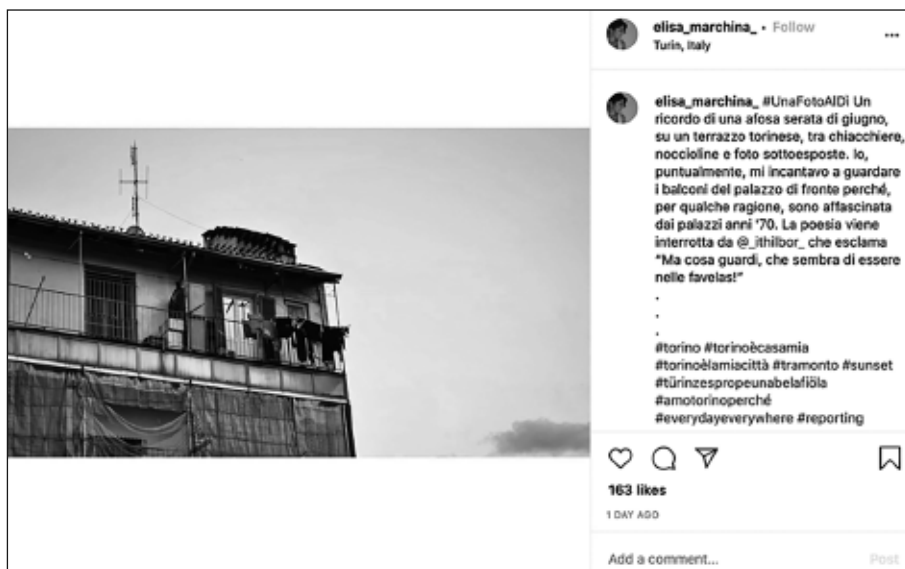 elisa_marchina_ • Follow
Turin, Italy
elisa_marchina_ #UnaFotoAlDì Un
ricordo di una afosa serata di giugno,
su un terrazzo torinese, tra chiacchiere,
noccioline e foto sottoesposte. Io,
puntualmente, mi incantavo a guardare
i balconi del palazzo di fronte perché,
per qualche ragione, sono affascinata
dai palazzi anni '70. La poesia viene
interrotta da @_ithilbor_ che esclama
"Ma cosa guardi, che sembra di essere
nelle favelas!"
.
.
.
#torino #torinoècasamia
#torinoèlamiacittà #tramonto #sunset
#türinzespropeunabelafiöla
#amotorinoperché
#everydayeverywhere #reporting
163 likes
1 DAY AGO
Add a comment... Post